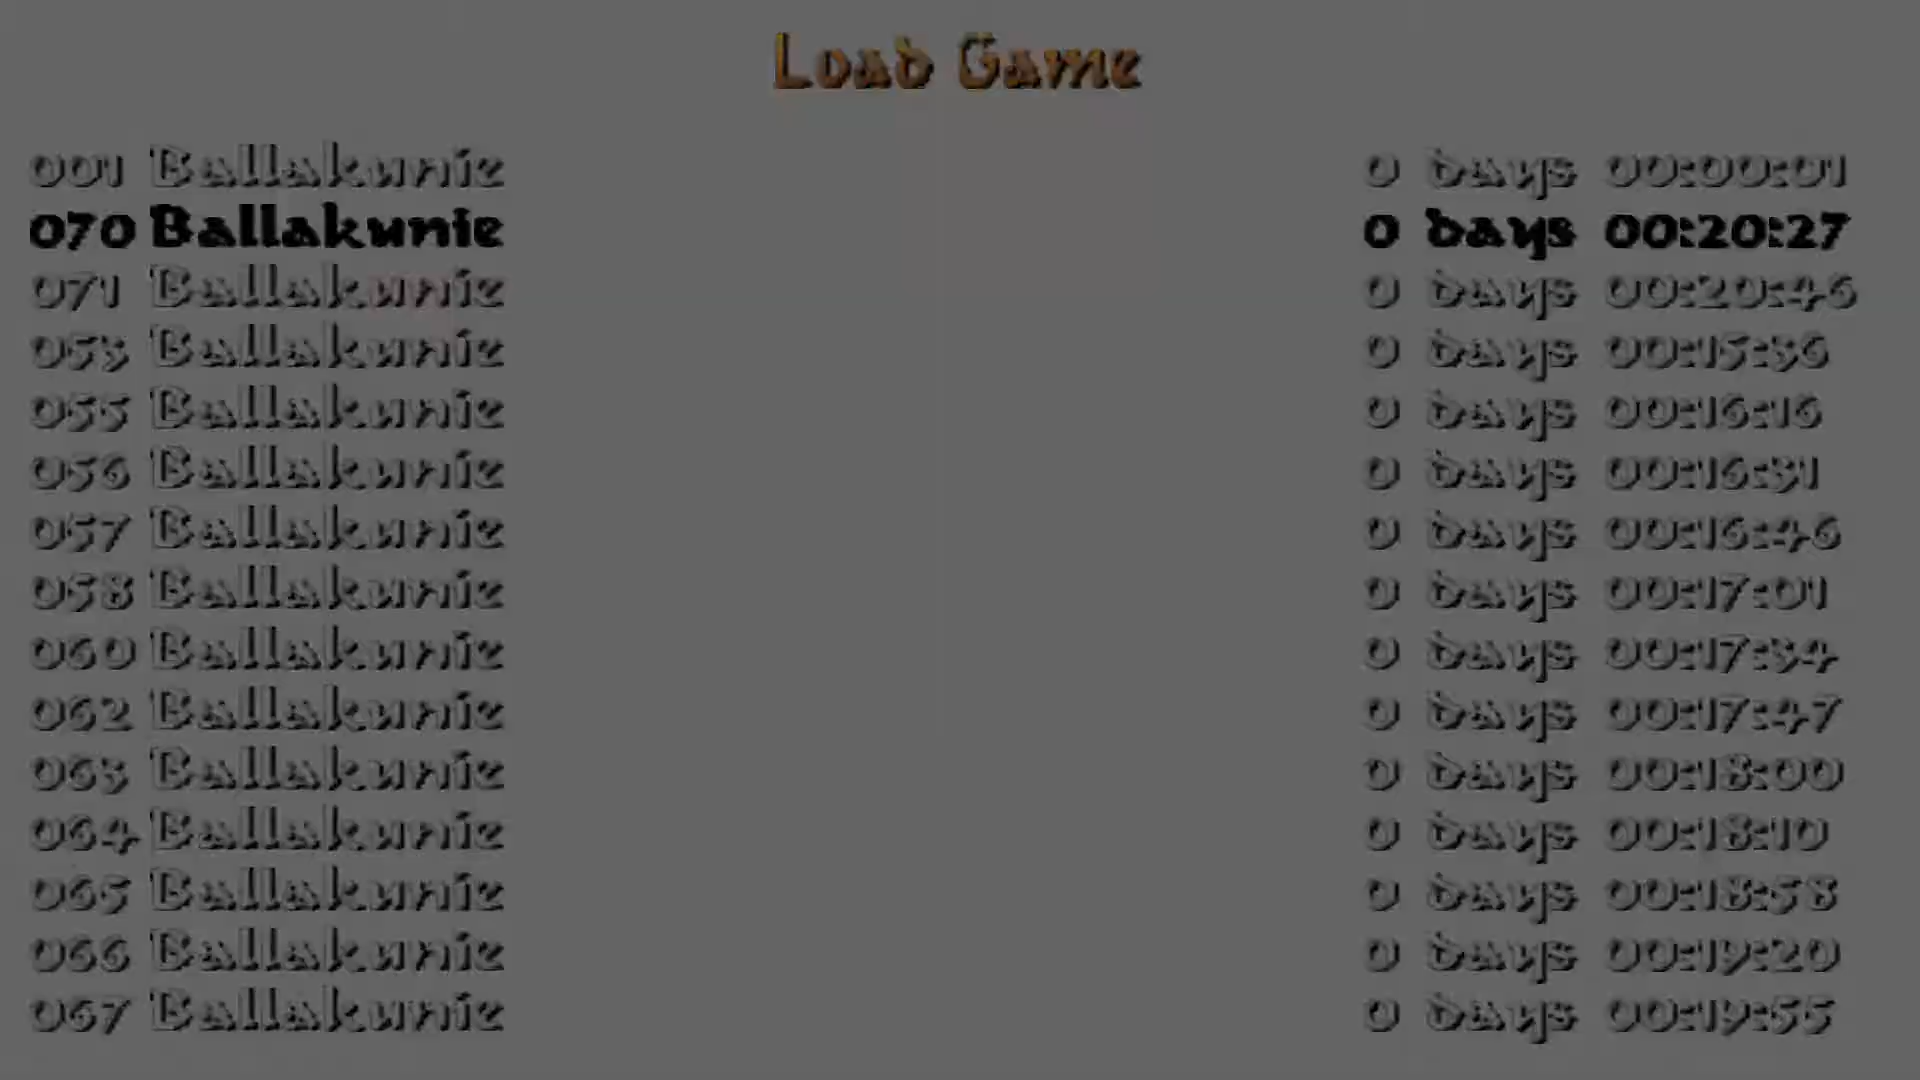 Load Game
001 Ballakunie 0 days 00:00:01
070 Ballakunie 0 days 00:20:27
071 Ballakunie 0 days 00:20:46
053 Ballakunie 0 days 00:15:36
055 Ballakunie 0 days 00:16:16
056 Ballakunie 0 days 00:16:31
057 Ballakunie 0 days 00:16:46
058 Ballakunie 0 days 00:17:01
060 Ballakunie 0 days 00:17:34
062 Ballakunie 0 days 00:17:47
063 Ballakunie 0 days 00:18:00
064 Ballakunie 0 days 00:18:10
065 Ballakunie 0 days 00:18:58
066 Ballakunie 0 days 00:19:20
067 Ballakunie 0 days 00:19:55